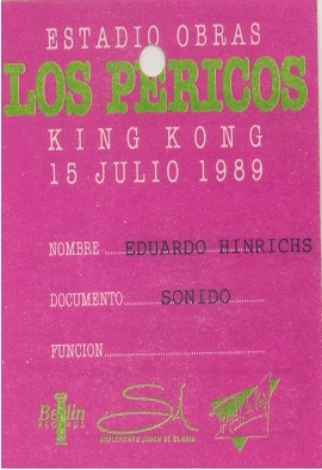 ESTADIO OBRAS
LOS PERICOS
KING KONG
15 JULIO 1989
NOMBRE EDUARDO HINRICHS
DOCUMENTO SONIDO
FUNCION
Berlin
RECORDS
Sí
SUPLEMENTO JOVEN DE CLARIN